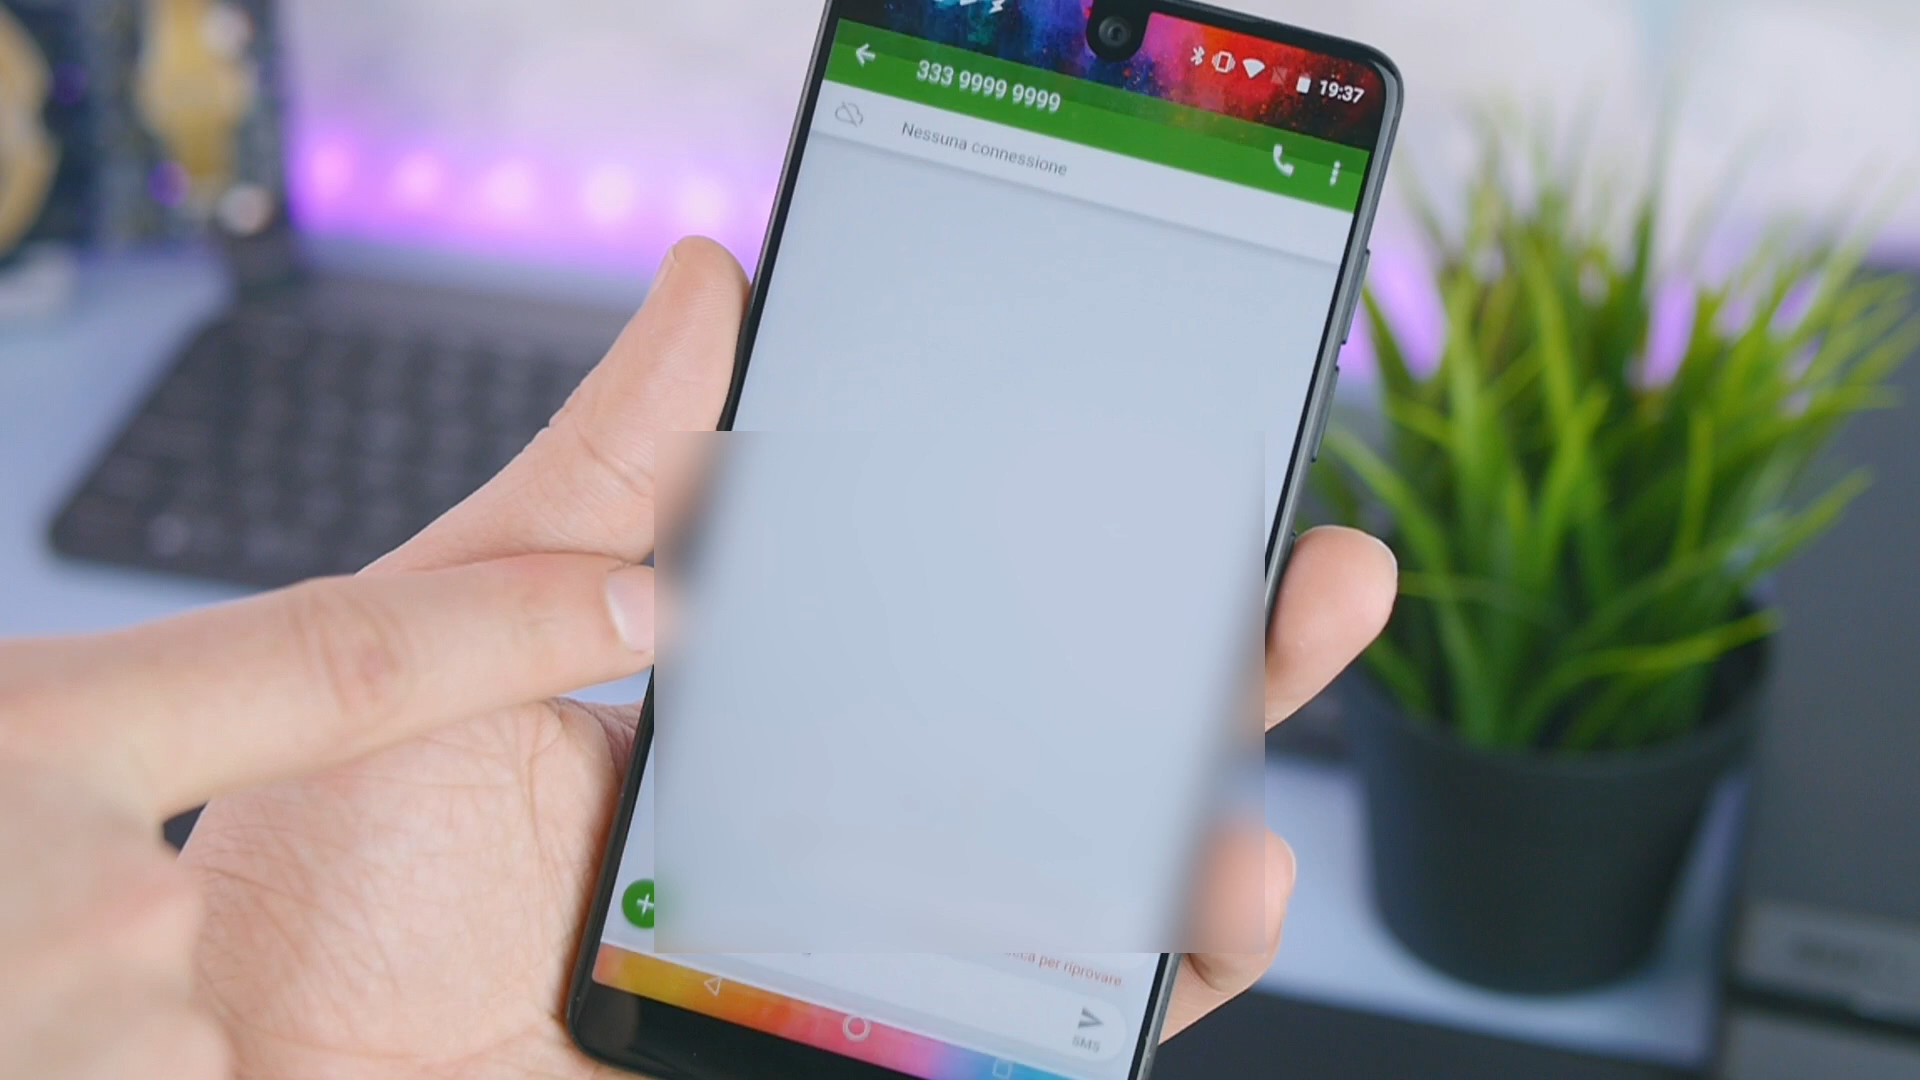 19:37
333 9999 9999
Nessuna connessione
per riprovare
SMS